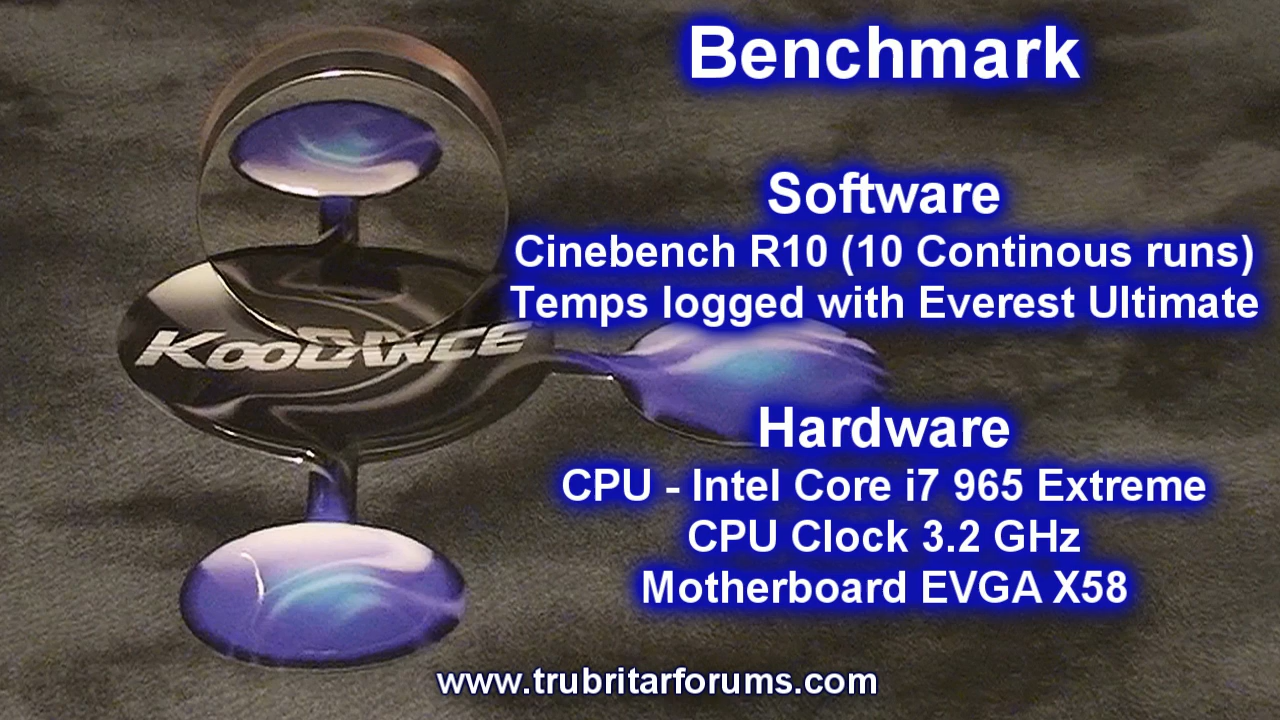 Benchmark
Software
Cinebench R10 (10 Continous runs)
Temps logged with Everest Ultimate
KOOLANCE
Hardware
CPU - Intel Core i7 965 Extreme
CPU Clock 3.2 GHz
Motherboard EVGA X58
www.trubritarforums.com